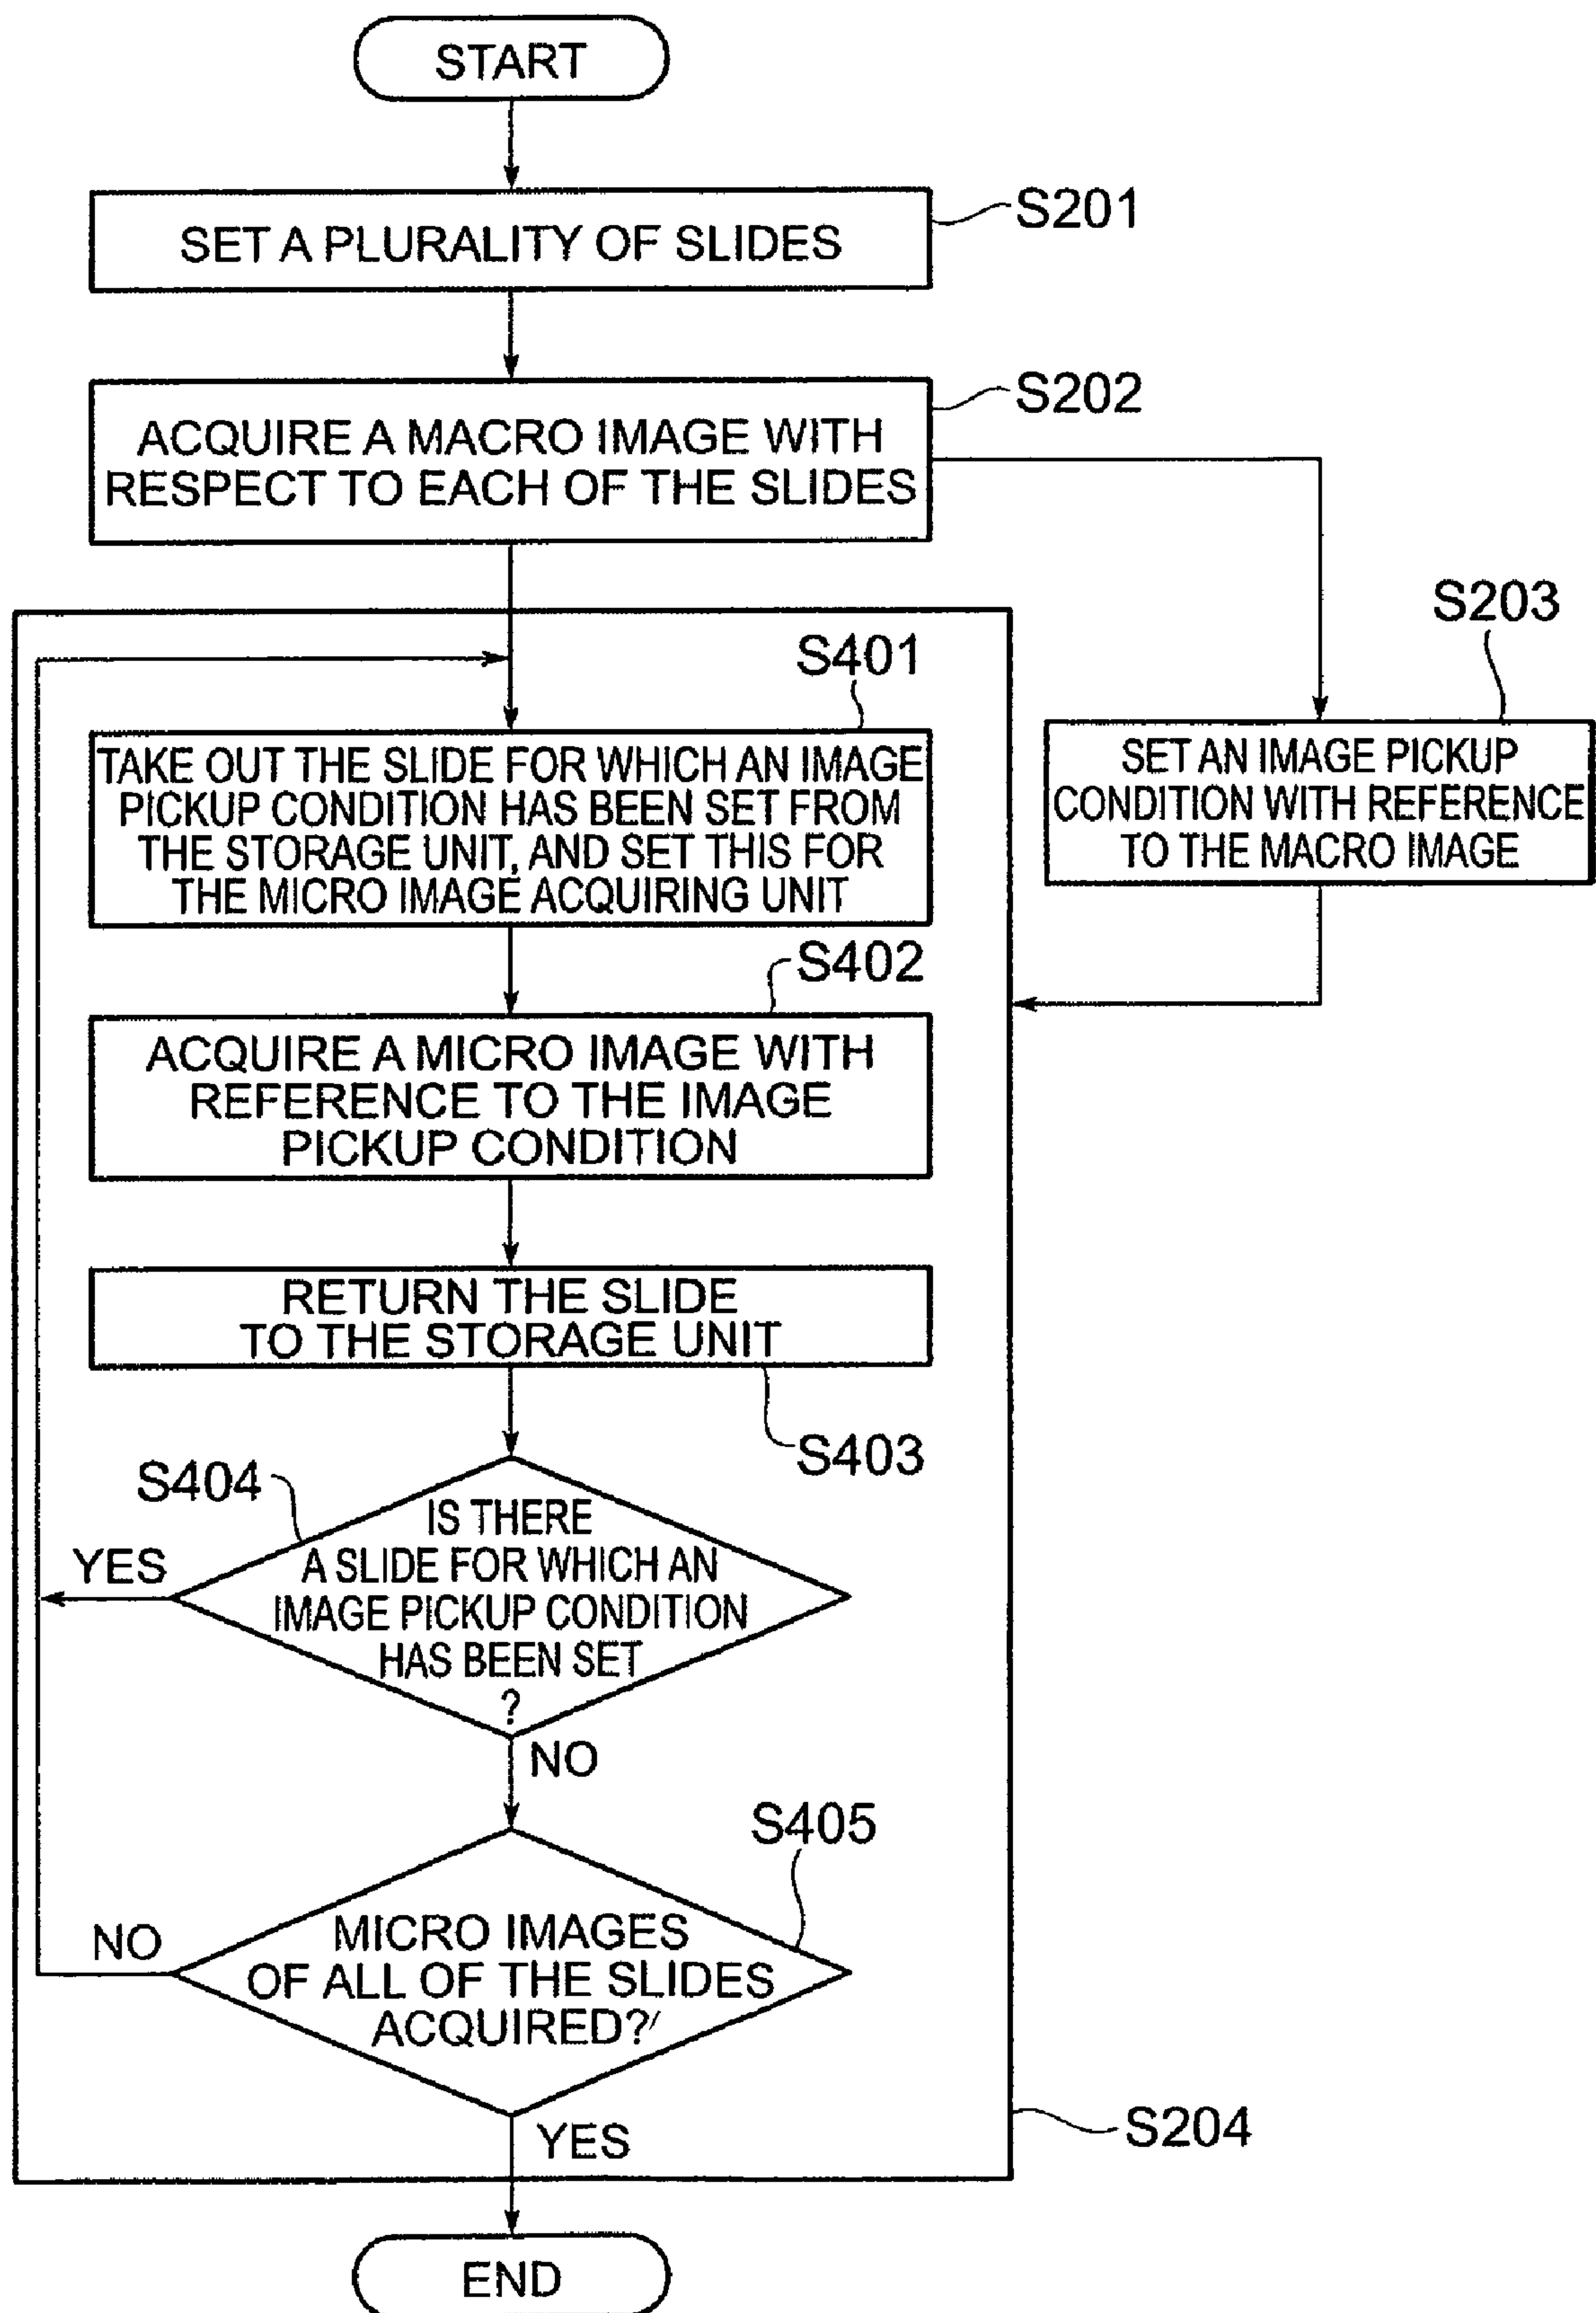 START
S201
SET A PLURALITY OF SLIDES
S202
ACQUIRE A MACRO IMAGE WITH
RESPECT TO EACH OF THE SLIDES
S203
SET AN IMAGE PICKUP
CONDITION WITH REFERENCE
TO THE MACRO IMAGE
S401
TAKE OUT THE SLIDE FOR WHICH AN IMAGE
PICKUP CONDITION HAS BEEN SET FROM
THE STORAGE UNIT, AND SET THIS FOR
THE MICRO IMAGE ACQUIRING UNIT
S402
ACQUIRE A MICRO IMAGE WITH
REFERENCE TO THE IMAGE
PICKUP CONDITION
RETURN THE SLIDE
TO THE STORAGE UNIT
S403
S404
IS THERE
A SLIDE FOR WHICH AN
IMAGE PICKUP CONDITION
HAS BEEN SET
?
YES
NO
S405
MICRO IMAGES
OF ALL OF THE SLIDES
ACQUIRED?
NO
YES
S204
END